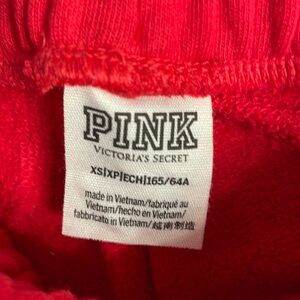 PINK
VICTORIA'S SECRET
XS|XP|ECH|165/64A
made in Vietnam/fabriqué au
Vietnam/hecho en Vietnam/
fabbricato in Vietnam/越南制造